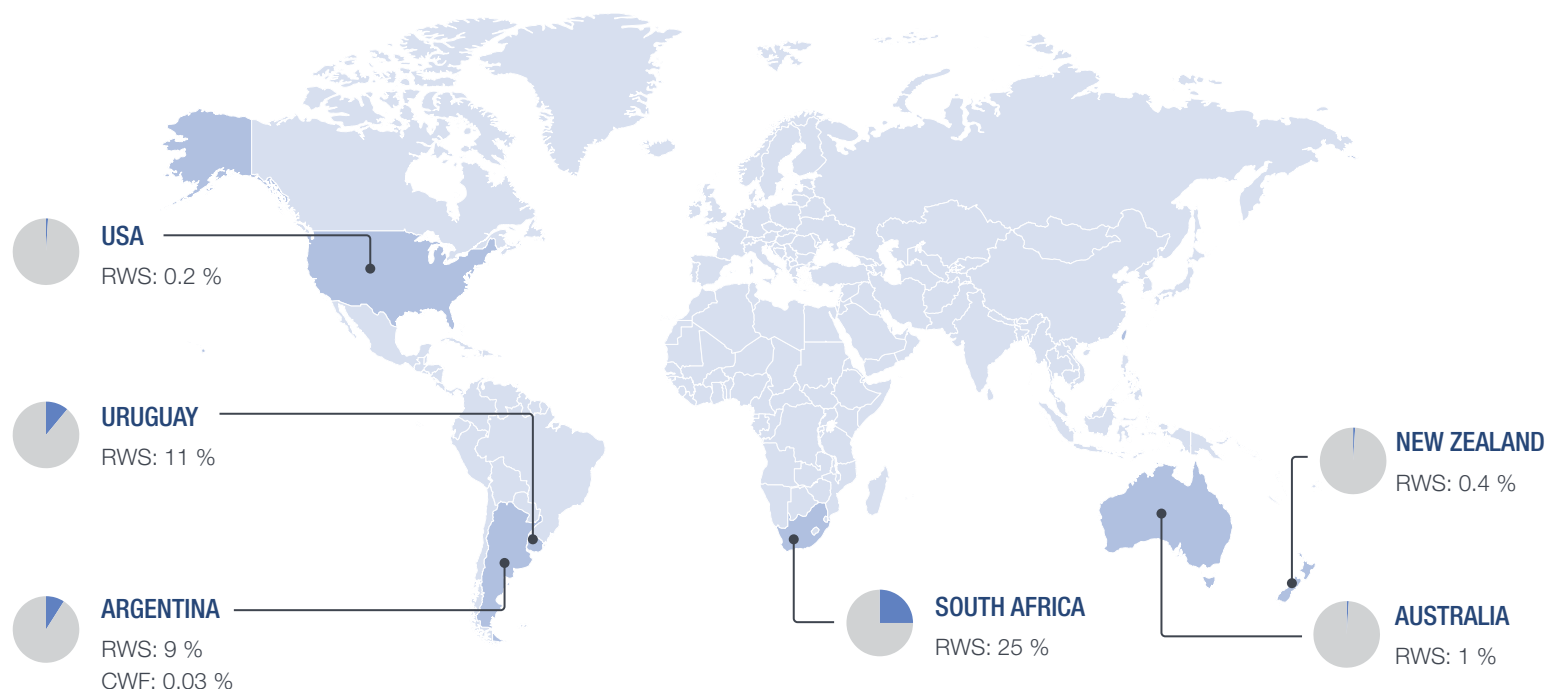 USA
RWS: 0.2 %
URUGUAY
RWS: 11 %
ARGENTINA
RWS: 9 %
CWF: 0.03 %
SOUTH AFRICA
RWS: 25 %
NEW ZEALAND
RWS: 0.4 %
AUSTRALIA
RWS: 1 %